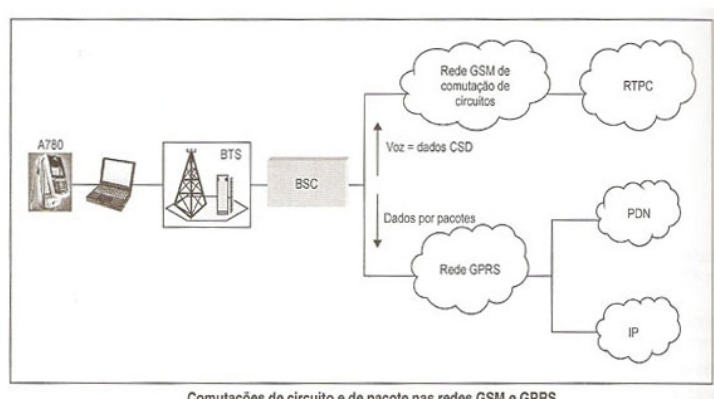 Rede GSM de
comutação de
circuitos
RTPC
A780
BTS
Voz = dados CSD
BSC
Dados por pacotes
PDN
Rede GPRS
IP
Comutações de circuito e de pacote nas redes GSM e GPRS